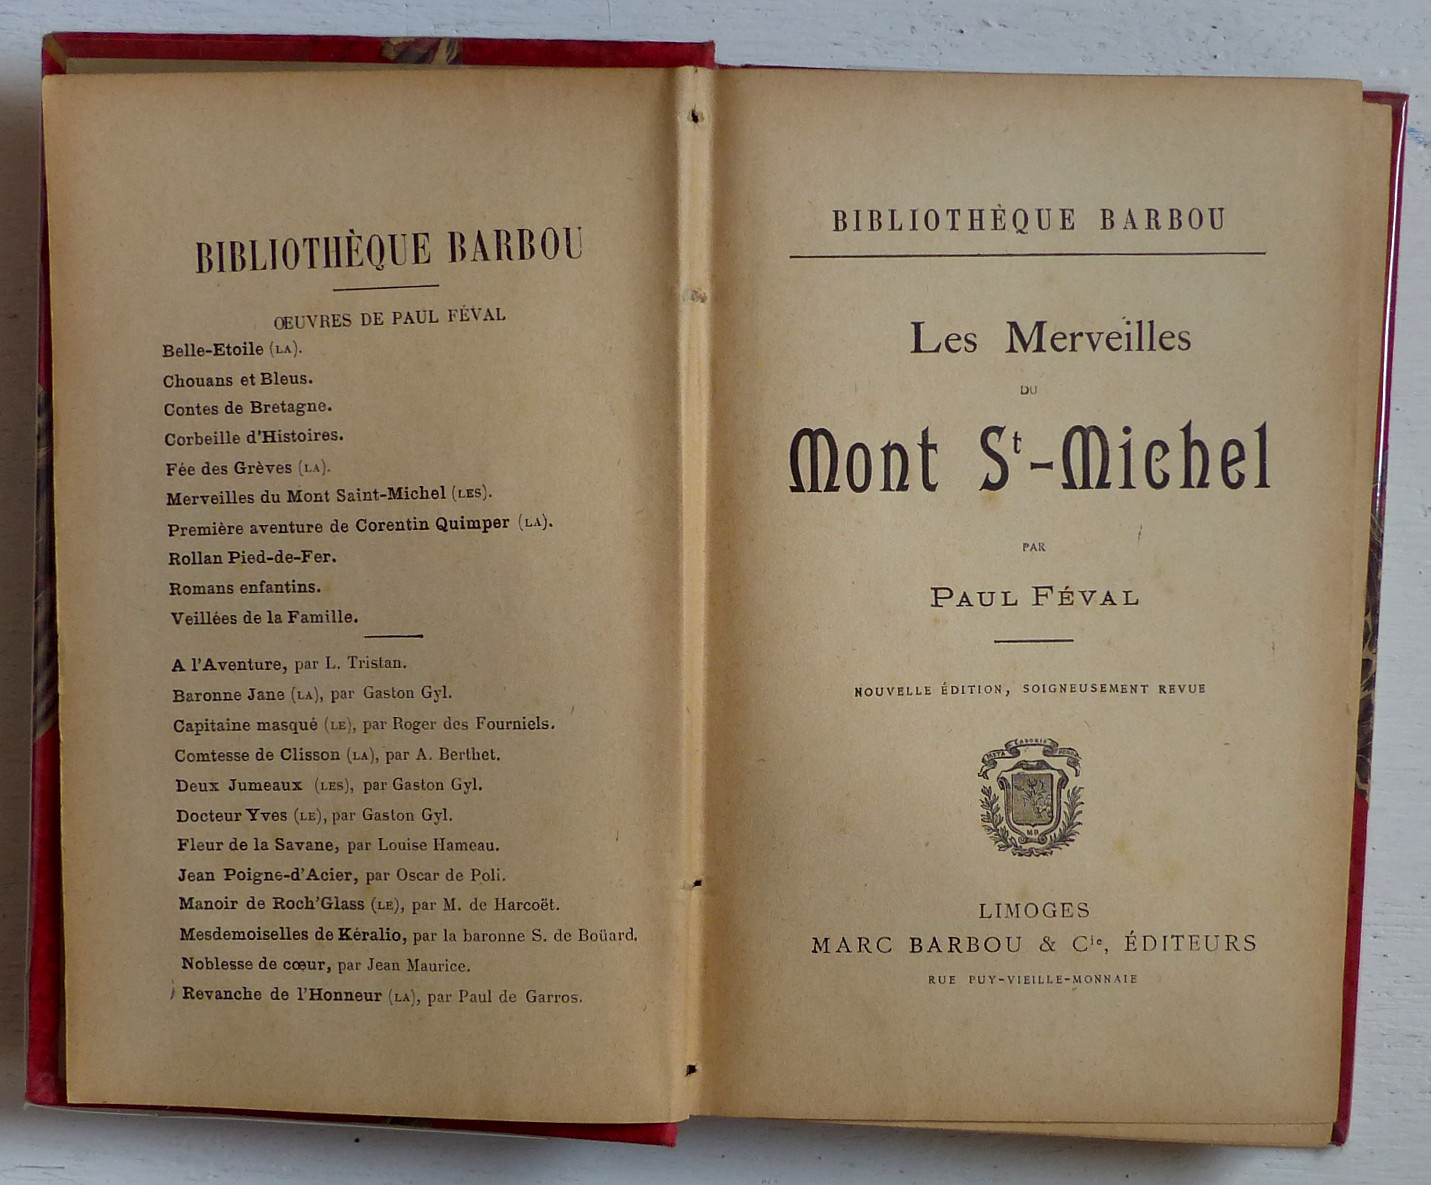 BIBLIOTHÈQUE BARBOU
ŒUVRES DE PAUL FÉVAL
Belle-Etoile (LA).
Chouans et Bleus.
Contes de Bretagne.
Corbeille d'Histoires.
Fée des Grèves (LA).
Merveilles du Mont Saint-Michel (LES).
Première aventure de Corentin Quimper (LA).
Rollan Pied-de-Fer.
Romans enfantins.
Veillées de la Famille.
A l'Aventure, par L. Tristan.
Baronne Jane (LA), par Gaston Gyl.
Capitaine masqué (LE), par Roger des Fourniels.
Comtesse de Clisson (LA), par A. Berthet.
Deux Jumeaux (LES), par Gaston Gyl.
Docteur Yves (LE), par Gaston Gyl.
Fleur de la Savane, par Louise Hameau.
Jean Poigne-d'Acier, par Oscar de Poli.
Manoir de Roch'Glass (LE), par M. de Harcoët.
Mesdemoiselles de Kéralio, par la baronne S. de Boüard.
Noblesse de cœur, par Jean Maurice.
Revanche de l'Honneur (LA), par Paul de Garros.
BIBLIOTHÈQUE BARBOU
Les Merveilles
DU
Mont St-Michel
PAR
PAUL FÉVAL
NOUVELLE ÉDITION, SOIGNEUSEMENT REVUE
META LABORIS HONOS
MB
LIMOGES
MARC BARBOU & Cie, ÉDITEURS
RUE PUY-VIEILLE-MONNAIE